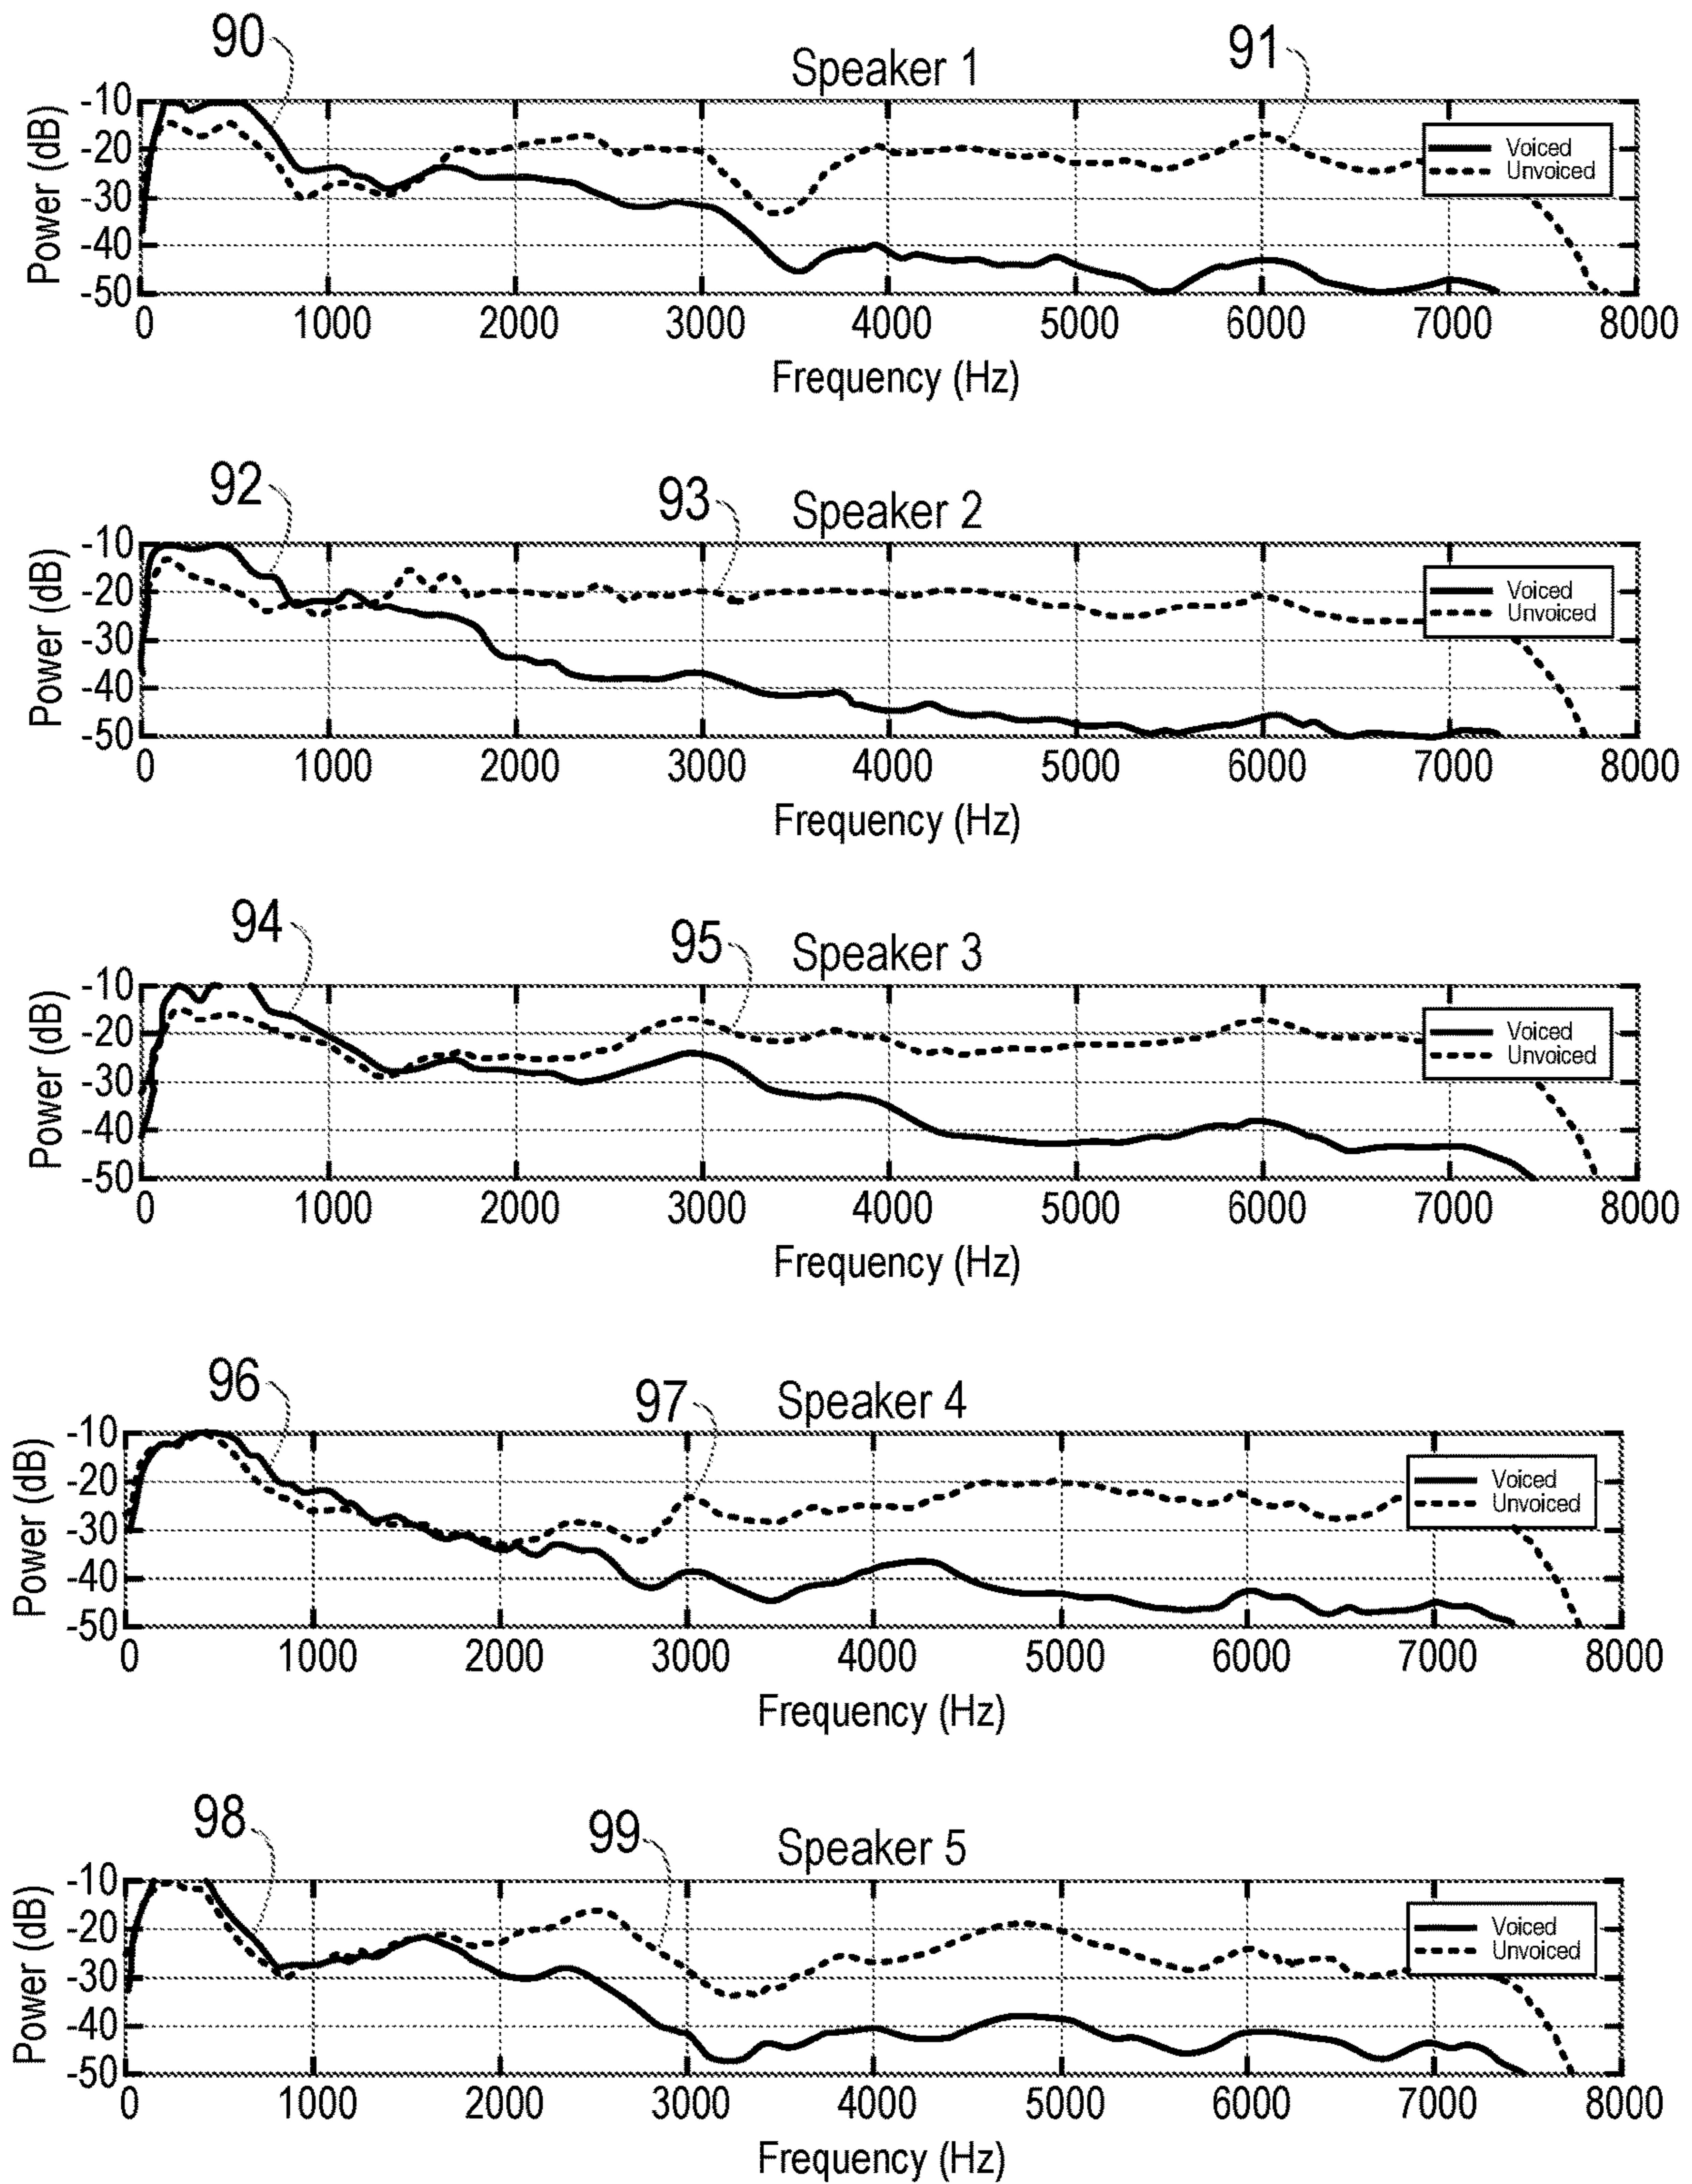 90
91
Speaker 1
Power (dB)
-10
-20
-30
-40
-50
Voiced
Unvoiced
0 1000 2000 3000 4000 5000 6000 7000 8000
Frequency (Hz)
92
93
Speaker 2
Power (dB)
-10
-20
-30
-40
-50
Voiced
Unvoiced
0 1000 2000 3000 4000 5000 6000 7000 8000
Frequency (Hz)
94
95
Speaker 3
Power (dB)
-10
-20
-30
-40
-50
Voiced
Unvoiced
0 1000 2000 3000 4000 5000 6000 7000 8000
Frequency (Hz)
96
97
Speaker 4
Power (dB)
-10
-20
-30
-40
-50
Voiced
Unvoiced
0 1000 2000 3000 4000 5000 6000 7000 8000
Frequency (Hz)
98
99
Speaker 5
Power (dB)
-10
-20
-30
-40
-50
Voiced
Unvoiced
0 1000 2000 3000 4000 5000 6000 7000 8000
Frequency (Hz)